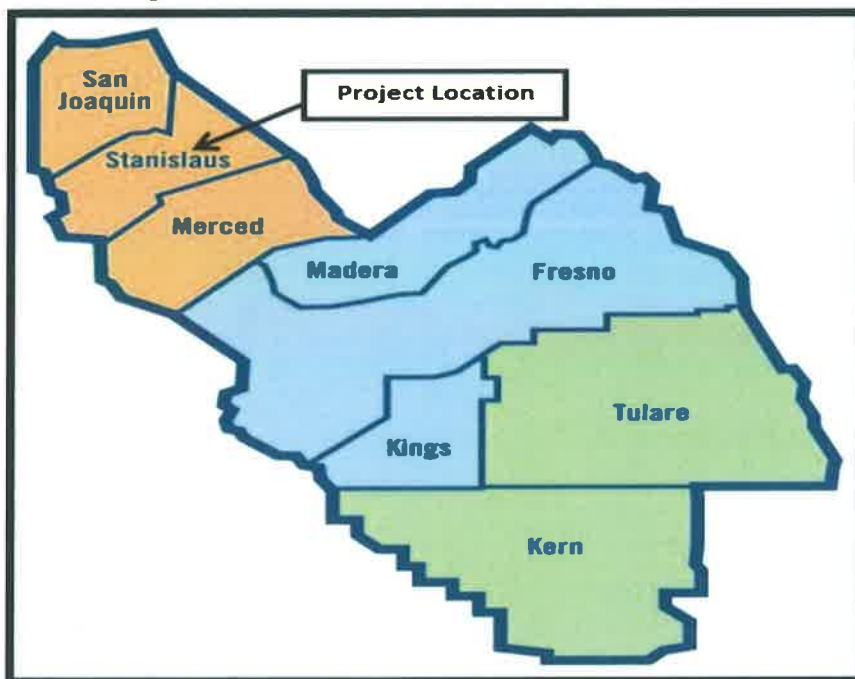 San
Joaquin
Project Location
Stanislaus
Merced
Madera
Fresno
Tulare
Kings
Kern